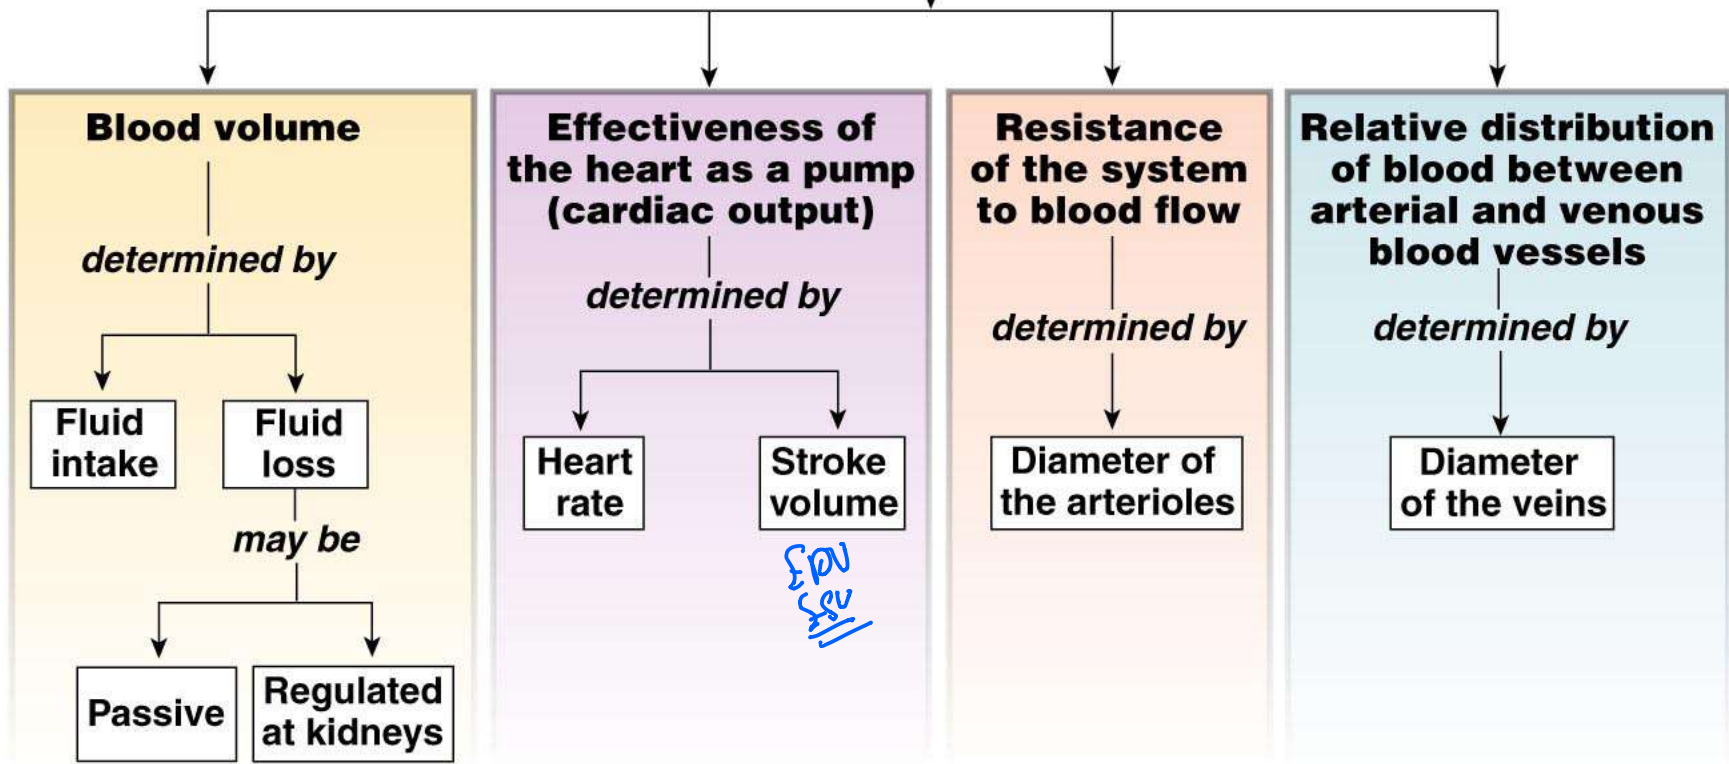 Blood volume
determined by
Fluid
intake
Fluid
loss
may be
Passive
Regulated
at kidneys
Effectiveness of
the heart as a pump
(cardiac output)
determined by
Heart
rate
Stroke
volume
EDV
ESV
Resistance
of the system
to blood flow
determined by
Diameter of
the arterioles
Relative distribution
of blood between
arterial and venous
blood vessels
determined by
Diameter
of the veins